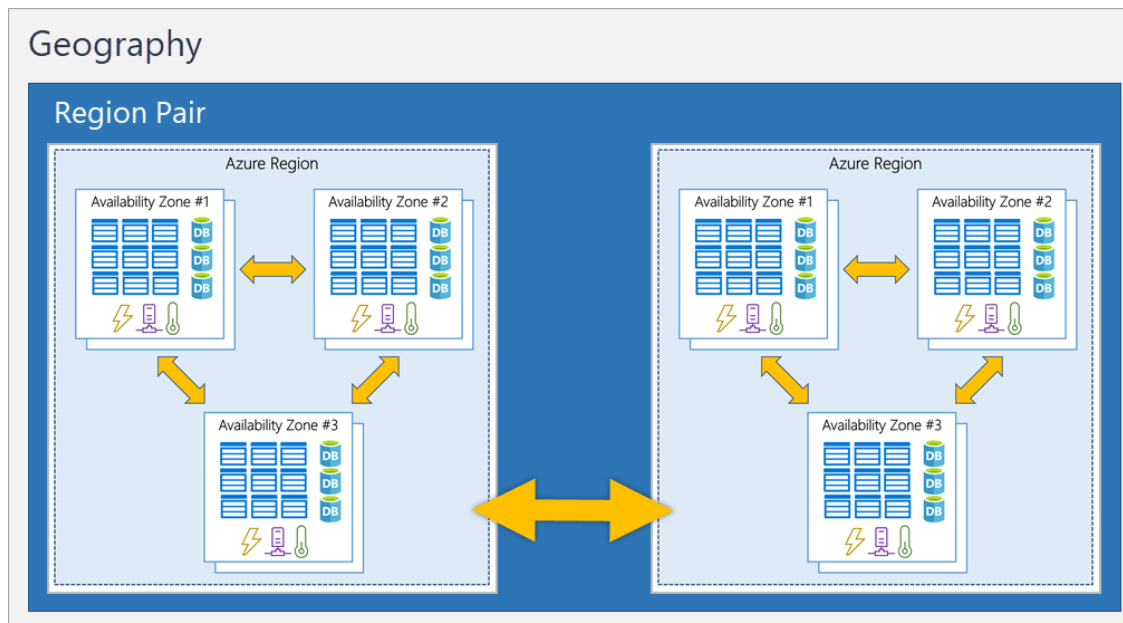 Geography
Region Pair
Azure Region
Availability Zone #1
DB
DB
DB
Availability Zone #2
DB
DB
DB
Availability Zone #3
DB
DB
DB
Azure Region
Availability Zone #1
DB
DB
DB
Availability Zone #2
DB
DB
DB
Availability Zone #3
DB
DB
DB